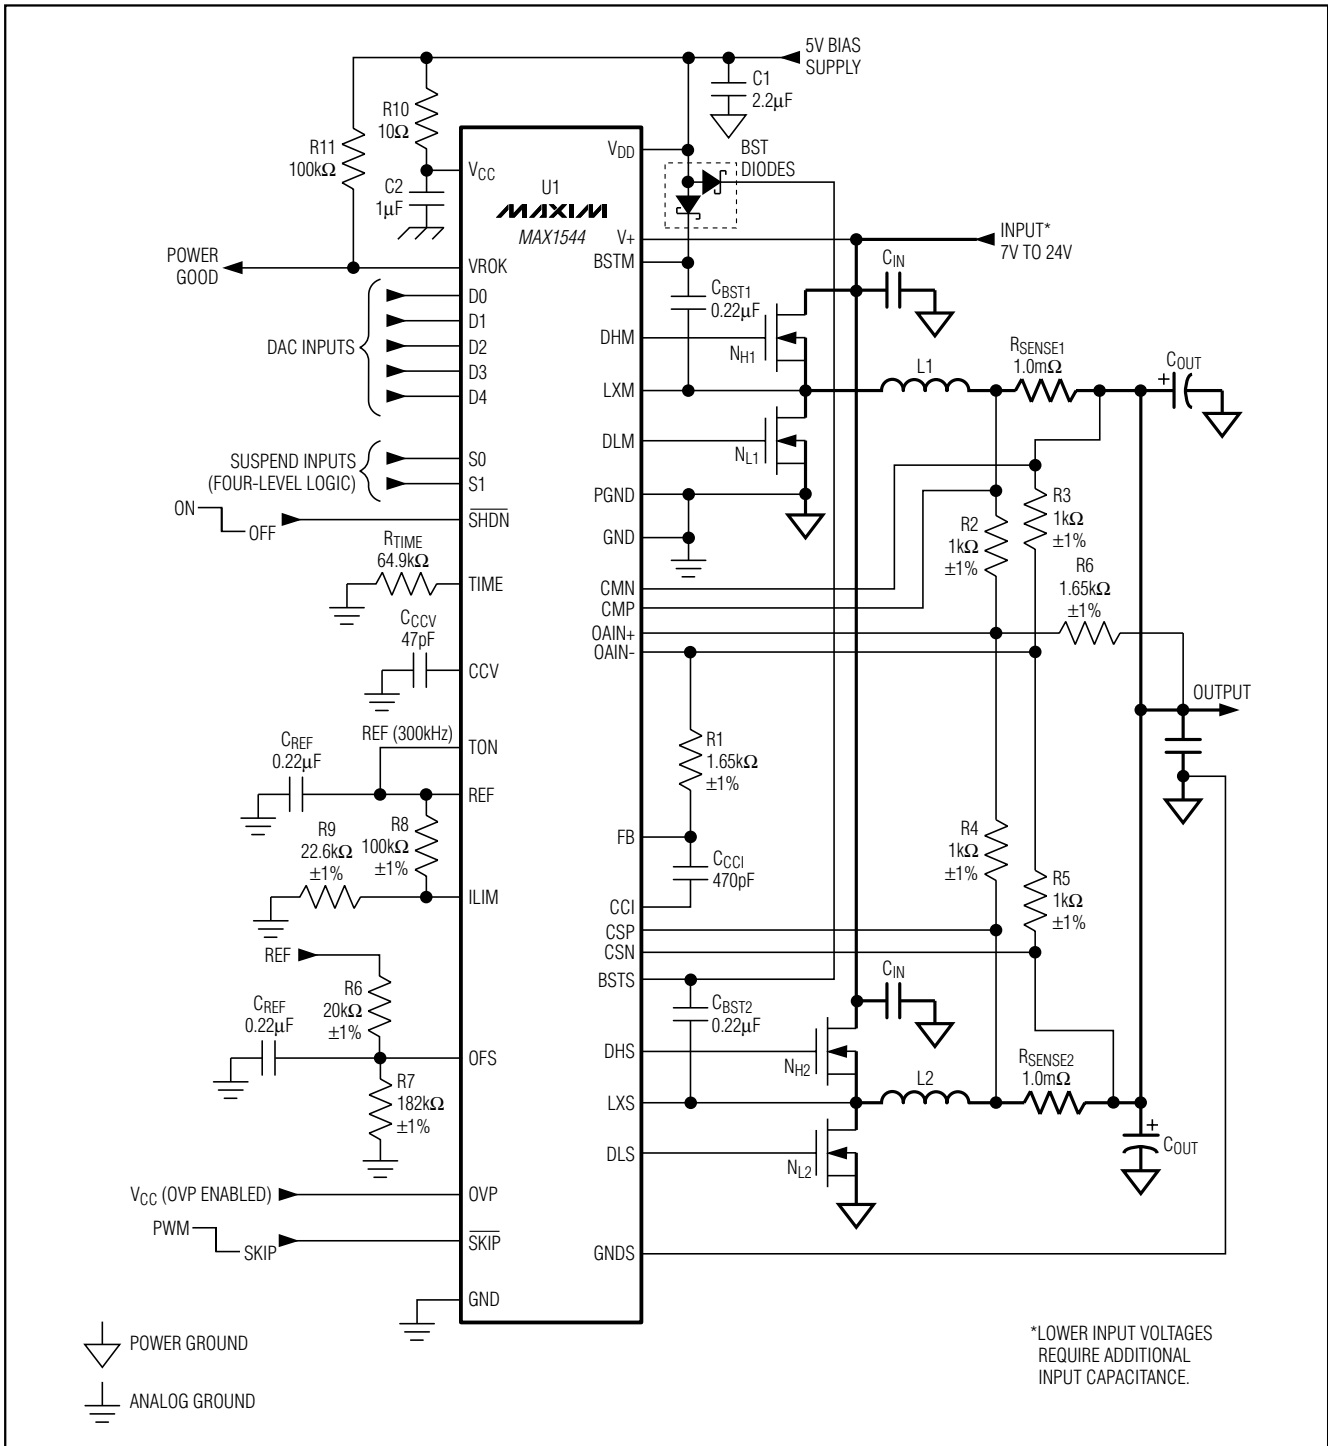 5V BIAS
SUPPLY
C1
2.2µF
R10
10Ω
R11
100kΩ
C2
1µF
BST
DIODES
U1
MAXIM
MAX1544
VDD
VCC
V+
INPUT*
7V TO 24V
POWER
GOOD
VROK
BSTM
CIN
CBST1
0.22µF
DAC INPUTS
D0
D1
D2
D3
D4
DHM
NH1
LXM
L1
RSENSE1
1.0mΩ
COUT
DLM
NL1
SUSPEND INPUTS
(FOUR-LEVEL LOGIC)
S0
S1
PGND
ON
OFF
SHDN
GND
R2
1kΩ
±1%
R3
1kΩ
±1%
R6
1.65kΩ
±1%
RTIME
64.9kΩ
TIME
CMN
CMP
OAIN+
OAIN-
CCCV
47pF
CCV
OUTPUT
REF (300kHz)
TON
CREF
0.22µF
REF
R1
1.65kΩ
±1%
R9
22.6kΩ
±1%
R8
100kΩ
±1%
ILIM
FB
CCCI
470pF
CCI
R4
1kΩ
±1%
R5
1kΩ
±1%
CSP
CSN
REF
BSTS
CIN
R6
20kΩ
±1%
CREF
0.22µF
OFS
CBST2
0.22µF
DHS
NH2
R7
182kΩ
±1%
LXS
L2
RSENSE2
1.0mΩ
DLS
NL2
COUT
VCC (OVP ENABLED)
OVP
PWM
SKIP
SKIP
GNDS
GND
POWER GROUND
ANALOG GROUND
*LOWER INPUT VOLTAGES
REQUIRE ADDITIONAL
INPUT CAPACITANCE.